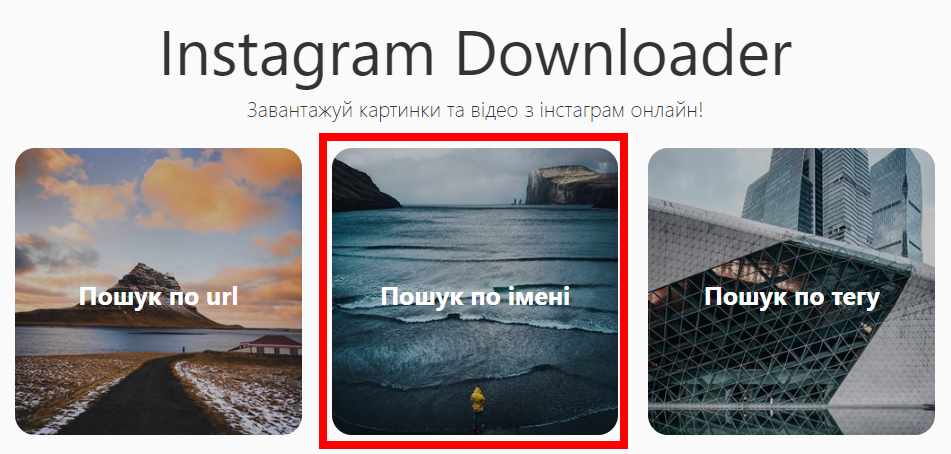 Instagram Downloader
Завантажуй картинки та відео з інстаграм онлайн!
Пошук по url
Пошук по імені
Пошук по тегу